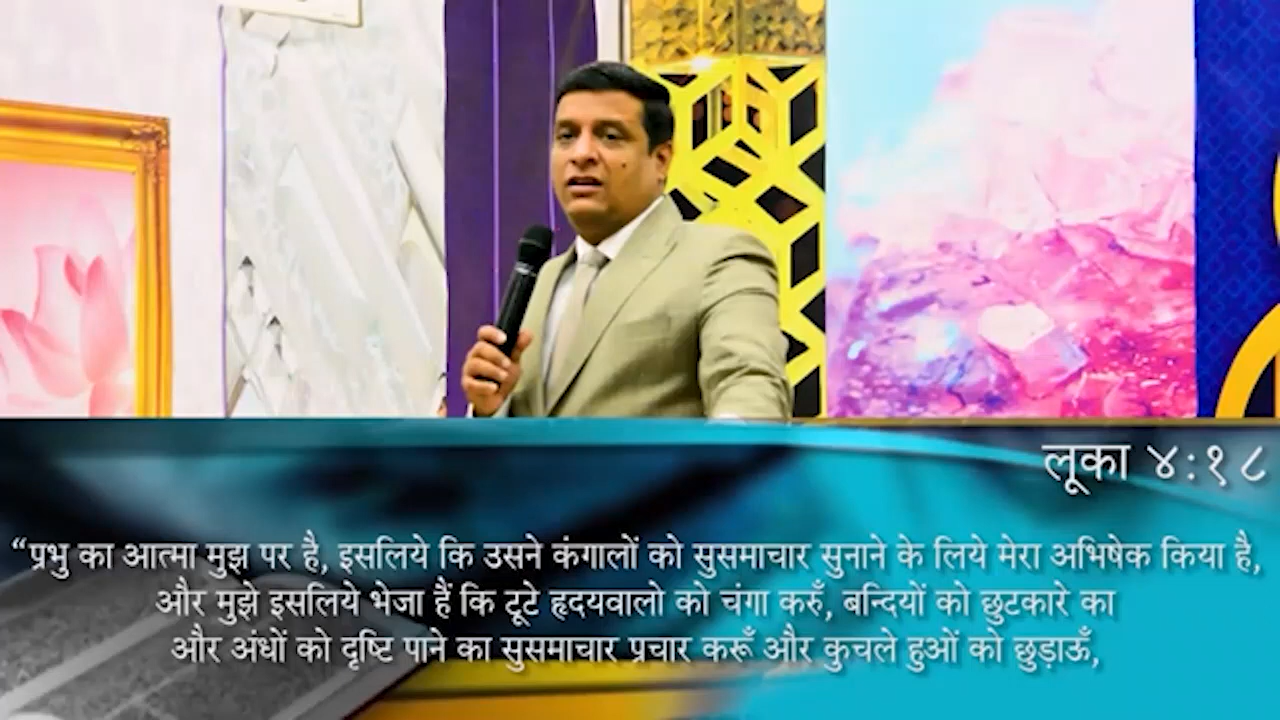 लूका ४:१८
“प्रभु का आत्मा मुझ पर है, इसलिये कि उसने कंगालों को सुसमाचार सुनाने के लिये मेरा अभिषेक किया है,
और मुझे इसलिये भेजा हैं कि टूटे हृदयवालो को चंगा करुँ, बन्दियों को छुटकारे का
और अंधों को दृष्टि पाने का सुसमाचार प्रचार करूँ और कुचले हुओं को छुड़ाऊँ,